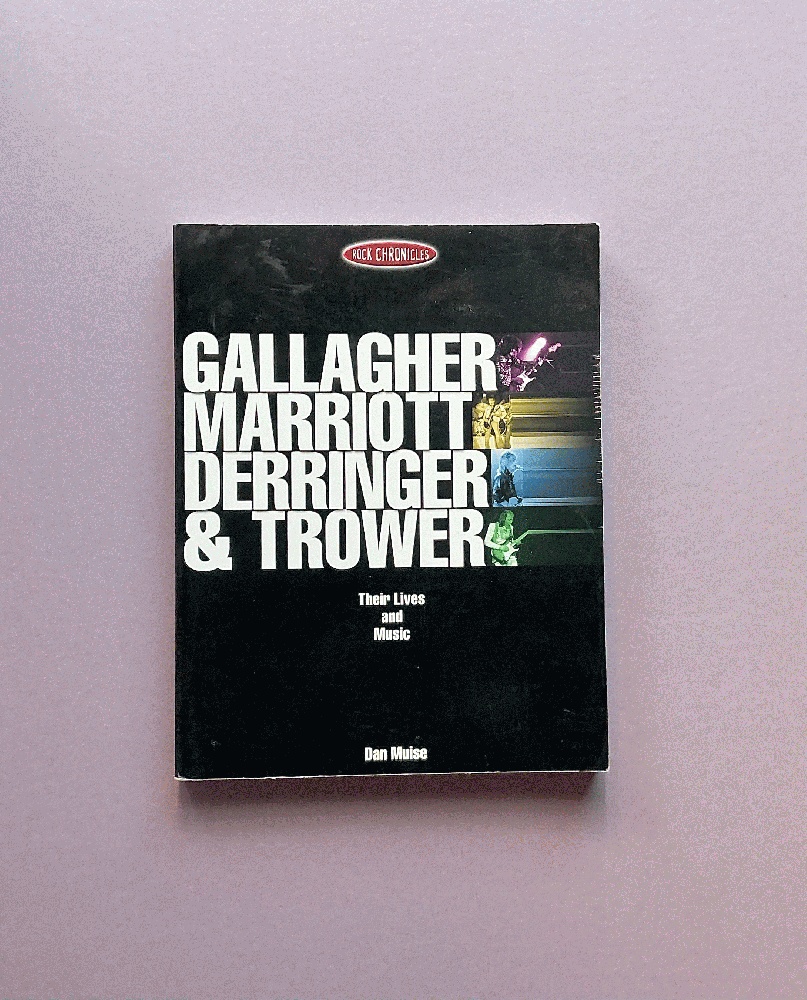 ROCK CHRONICLES
GALLAGHER
MARRIOTT
DERRINGER
& TROWER
Their Lives
and
Music
Dan Muise